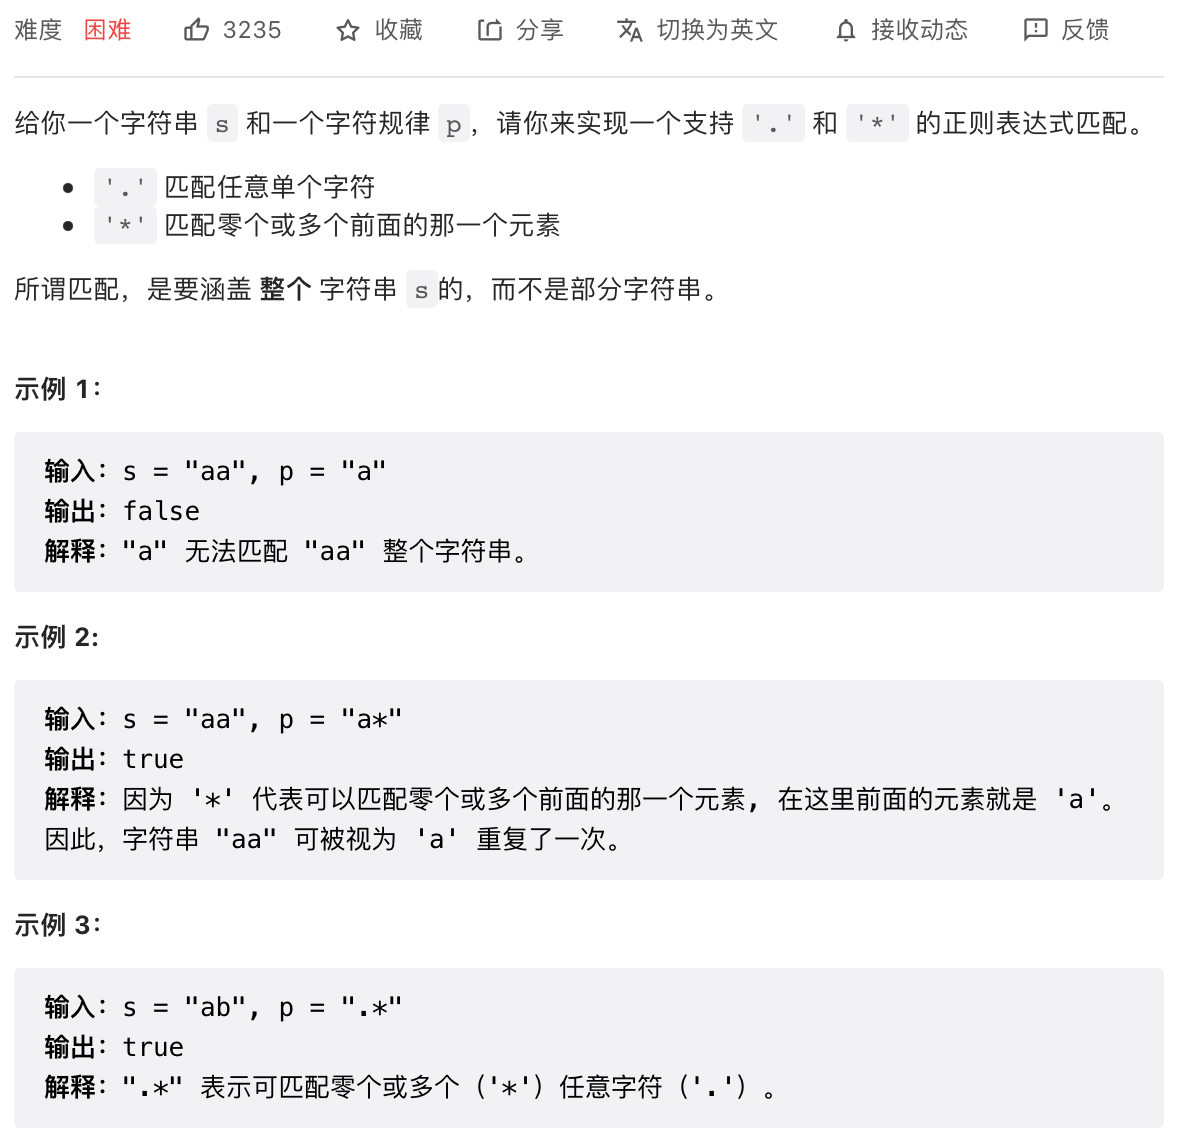 难度 困难 3235 收藏 分享 切换为英文 接收动态 反馈
给你一个字符串 s 和一个字符规律 p，请你来实现一个支持 '.' 和 '*' 的正则表达式匹配。
• '.' 匹配任意单个字符
• '*' 匹配零个或多个前面的那一个元素
所谓匹配，是要涵盖 整个 字符串 s的，而不是部分字符串。
示例 1：
输入：s = "aa", p = "a"
输出：false
解释："a" 无法匹配 "aa" 整个字符串。
示例 2:
输入：s = "aa", p = "a*"
输出：true
解释：因为 '*' 代表可以匹配零个或多个前面的那一个元素, 在这里前面的元素就是 'a'。
因此，字符串 "aa" 可被视为 'a' 重复了一次。
示例 3：
输入：s = "ab", p = ".*"
输出：true
解释：".*" 表示可匹配零个或多个（'*'）任意字符（'.'）。